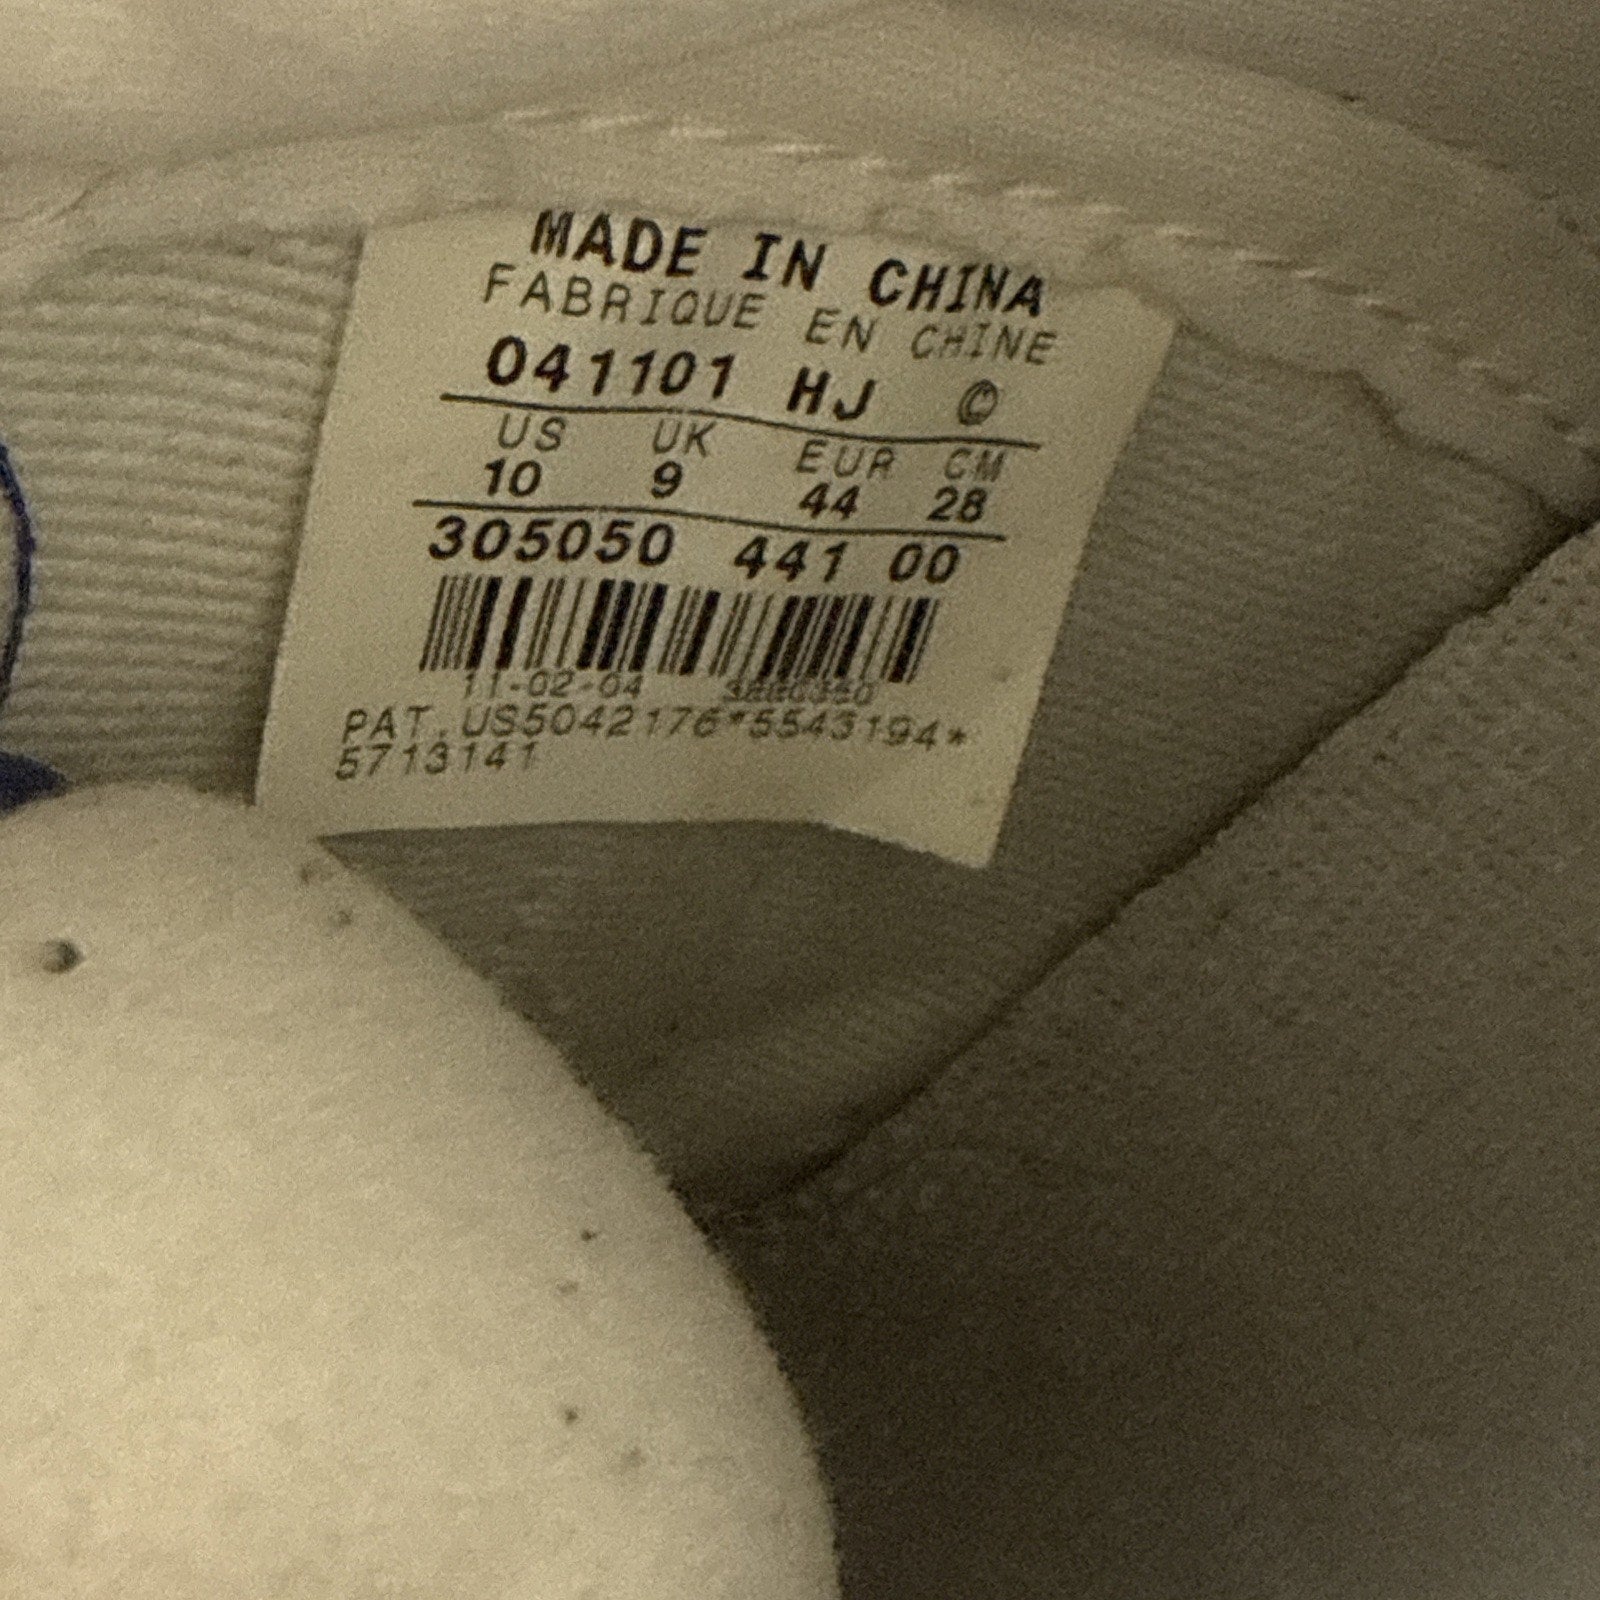 MADE IN CHINA
FABRIQUE EN CHINE
041101 HJ ©
US UK EUR CM
10 9 44 28
305050 441 00
11-02-04
PAT.US5042176*5543194*
5713141